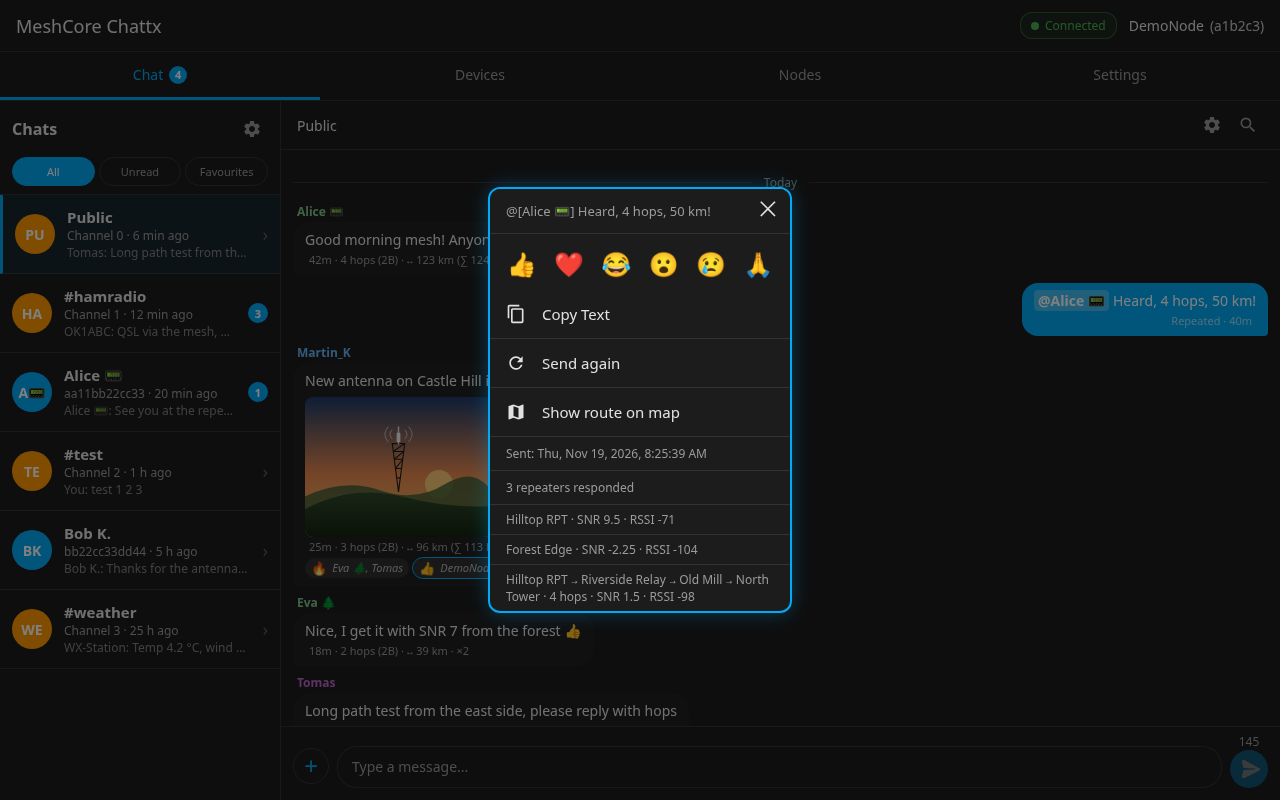 MeshCore Chattx
Connected
DemoNode (a1b2c3)
Chat 4
Devices
Nodes
Settings
Chats
All
Unread
Favourites
PU
Public
Channel 0 · 6 min ago
Tomas: Long path test from th...
HA
#hamradio
Channel 1 · 12 min ago
OK1ABC: QSL via the mesh, ...
3
A📟
Alice 📟
aa11bb22cc33 · 20 min ago
Alice 📟: See you at the repe...
1
TE
#test
Channel 2 · 1 h ago
You: test 1 2 3
BK
Bob K.
bb22cc33dd44 · 5 h ago
Bob K.: Thanks for the antenna...
WE
#weather
Channel 3 · 25 h ago
WX-Station: Temp 4.2 °C, wind ...
Public
Today
Alice 📟
Good morning mesh!
42m · 4 hops (2B) · ↔ 123 km (∑ 124
@Alice 📟 Heard, 4 hops, 50 km!
Repeated · 40m
Martin_K
New antenna on Castle Hill
25m · 3 hops (2B) · ↔ 96 km (∑ 113
🔥 Eva 🌲, Tomas
👍 DemoNod
Eva 🌲
Nice, I get it with SNR 7 from the forest 👍
18m · 2 hops (2B) · ↔ 39 km · ×2
Tomas
Long path test from the east side, please reply with hops
@[Alice 📟] Heard, 4 hops, 50 km!
👍 ❤️ 😂 😮 😢 🙏
Copy Text
Send again
Show route on map
Sent: Thu, Nov 19, 2026, 8:25:39 AM
3 repeaters responded
Hilltop RPT · SNR 9.5 · RSSI -71
Forest Edge · SNR -2.25 · RSSI -104
Hilltop RPT → Riverside Relay → Old Mill → North
Tower · 4 hops · SNR 1.5 · RSSI -98
Type a message...
145